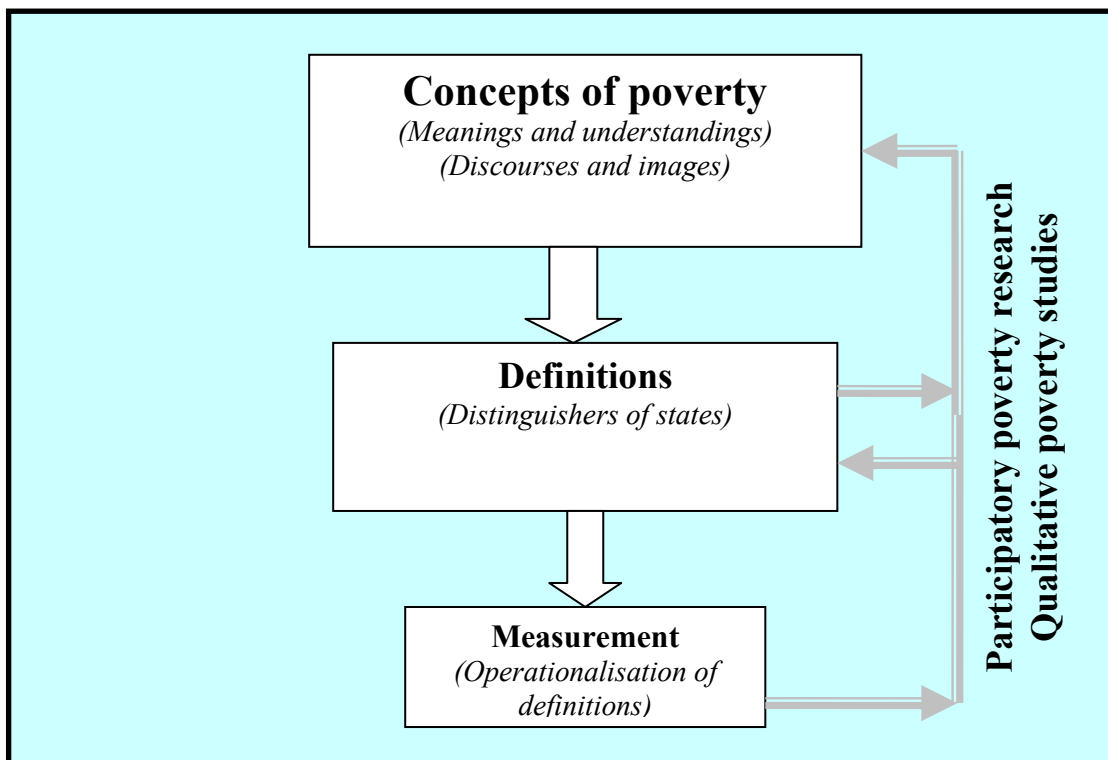 Concepts of poverty
(Meanings and understandings)
(Discourses and images)
Definitions
(Distinguishers of states)
Measurement
(Operationalisation of
definitions)
Participatory poverty research
Qualitative poverty studies